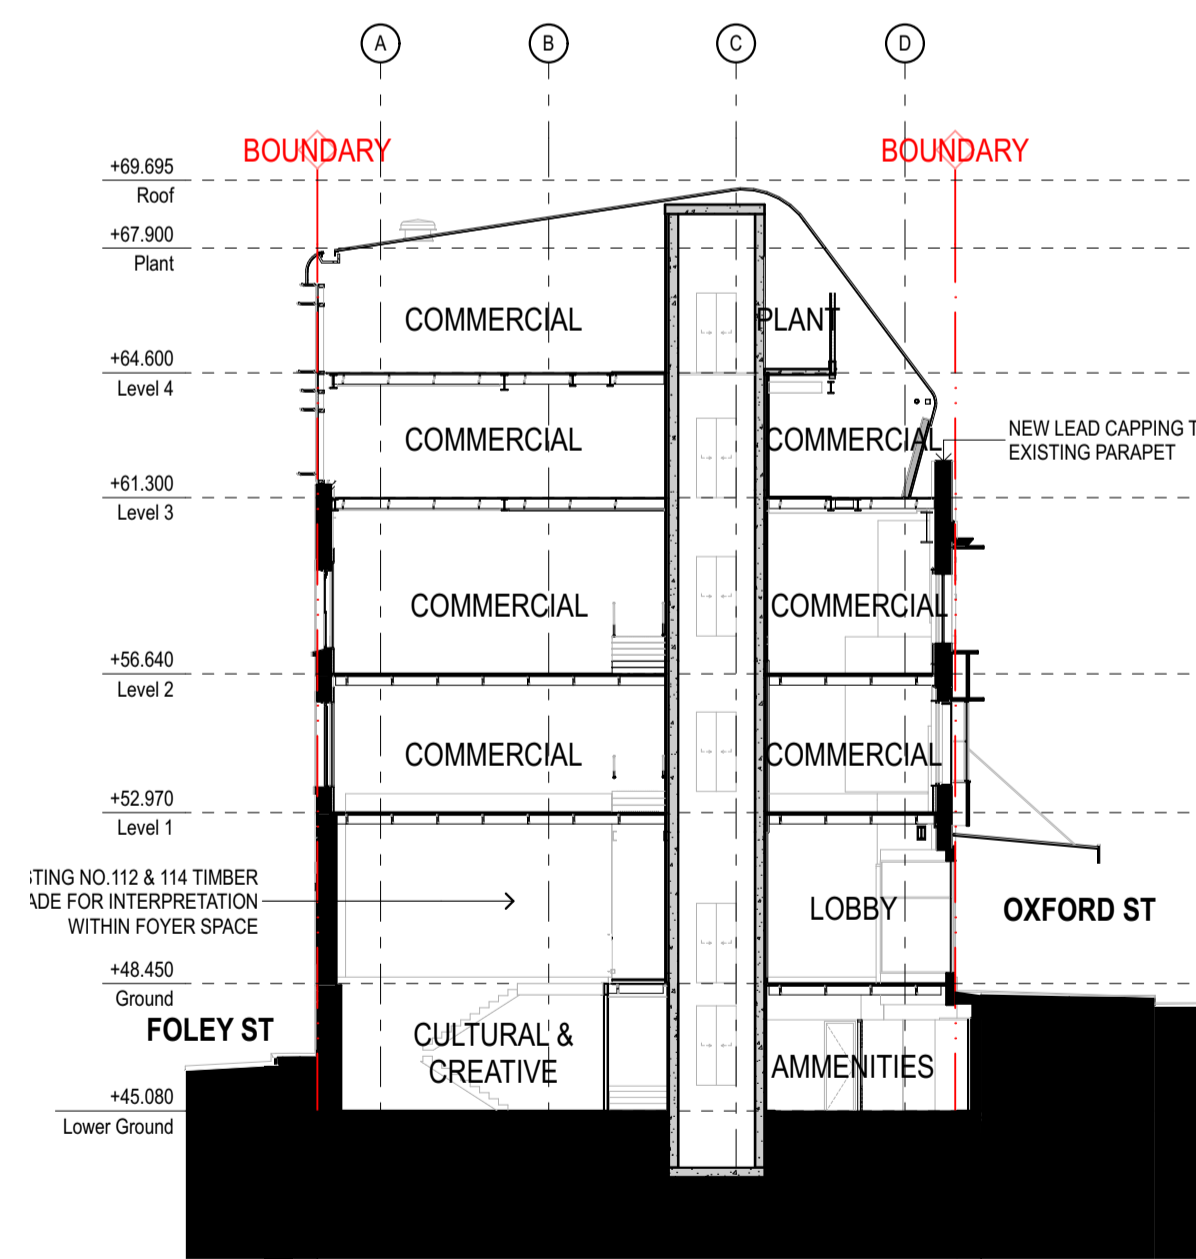 A
B
C
D
BOUNDARY
BOUNDARY
+69.695
Roof
+67.900
Plant
COMMERCIAL
PLANT
+64.600
Level 4
COMMERCIAL
COMMERCIAL
NEW LEAD CAPPING T
EXISTING PARAPET
+61.300
Level 3
COMMERCIAL
COMMERCIAL
+56.640
Level 2
COMMERCIAL
COMMERCIAL
+52.970
Level 1
STING NO.112 & 114 TIMBER
ADE FOR INTERPRETATION
WITHIN FOYER SPACE
LOBBY
OXFORD ST
+48.450
Ground
FOLEY ST
CULTURAL &
CREATIVE
AMMENITIES
+45.080
Lower Ground